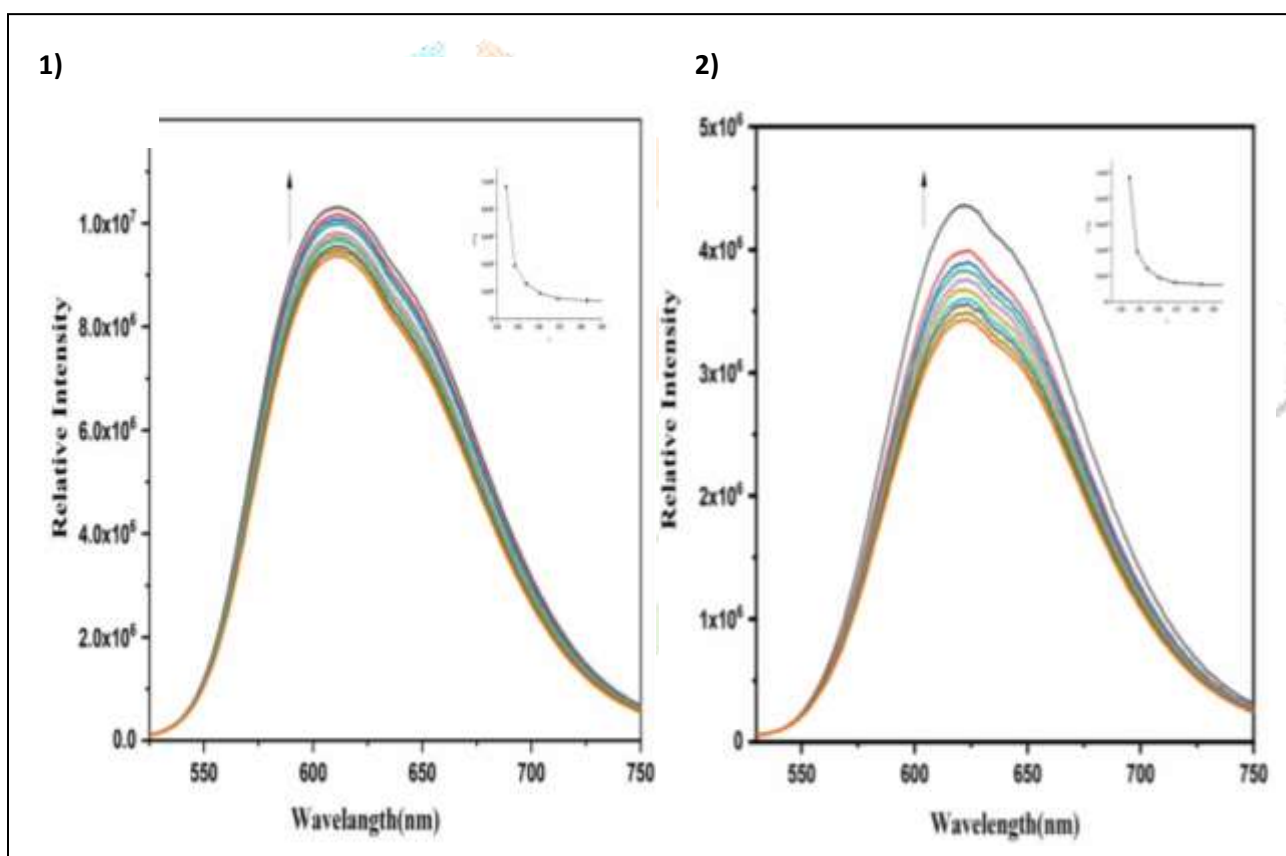 1)
Relative Intensity
1.0x10⁷
8.0x10⁶
6.0x10⁶
4.0x10⁶
2.0x10⁶
0.0
550
600
650
700
750
Wavelangth(nm)
2)
Relative Intensity
5x10⁶
4x10⁶
3x10⁶
2x10⁶
1x10⁶
0
550
600
650
700
750
Wavelength(nm)